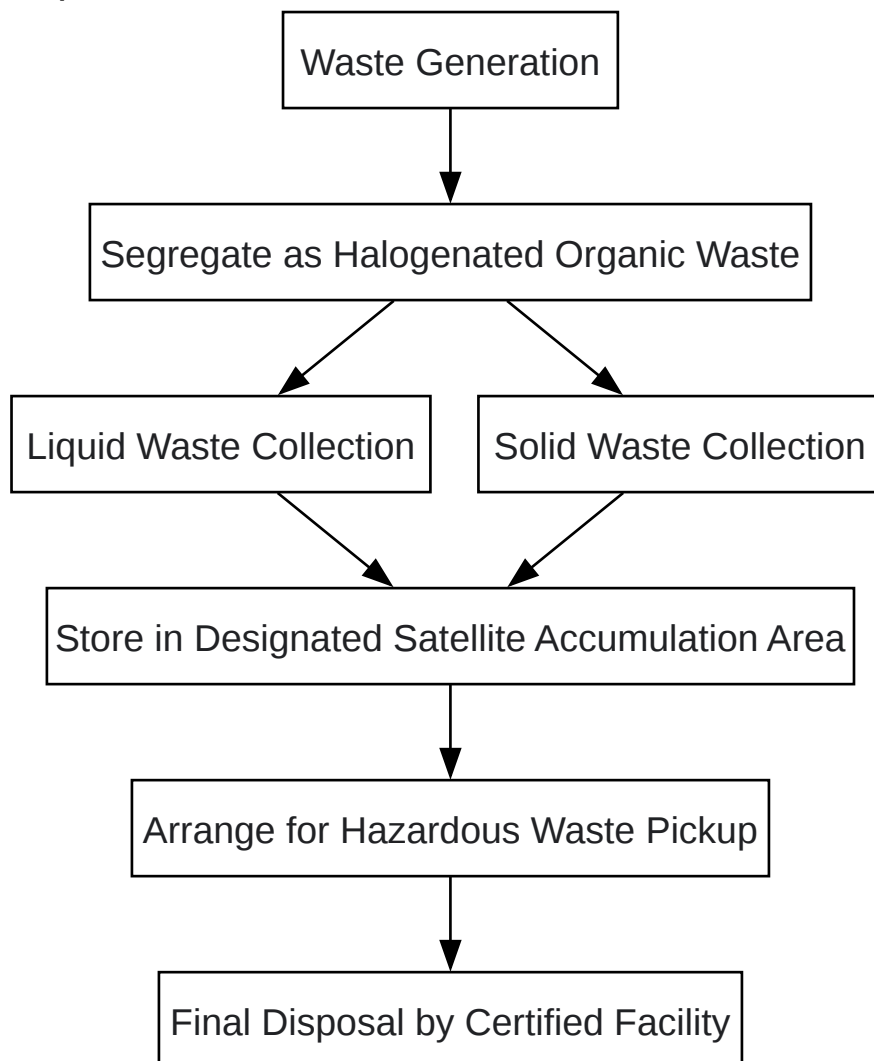 Waste Generation
Segregate as Halogenated Organic Waste
Liquid Waste Collection
Solid Waste Collection
Store in Designated Satellite Accumulation Area
Arrange for Hazardous Waste Pickup
Final Disposal by Certified Facility